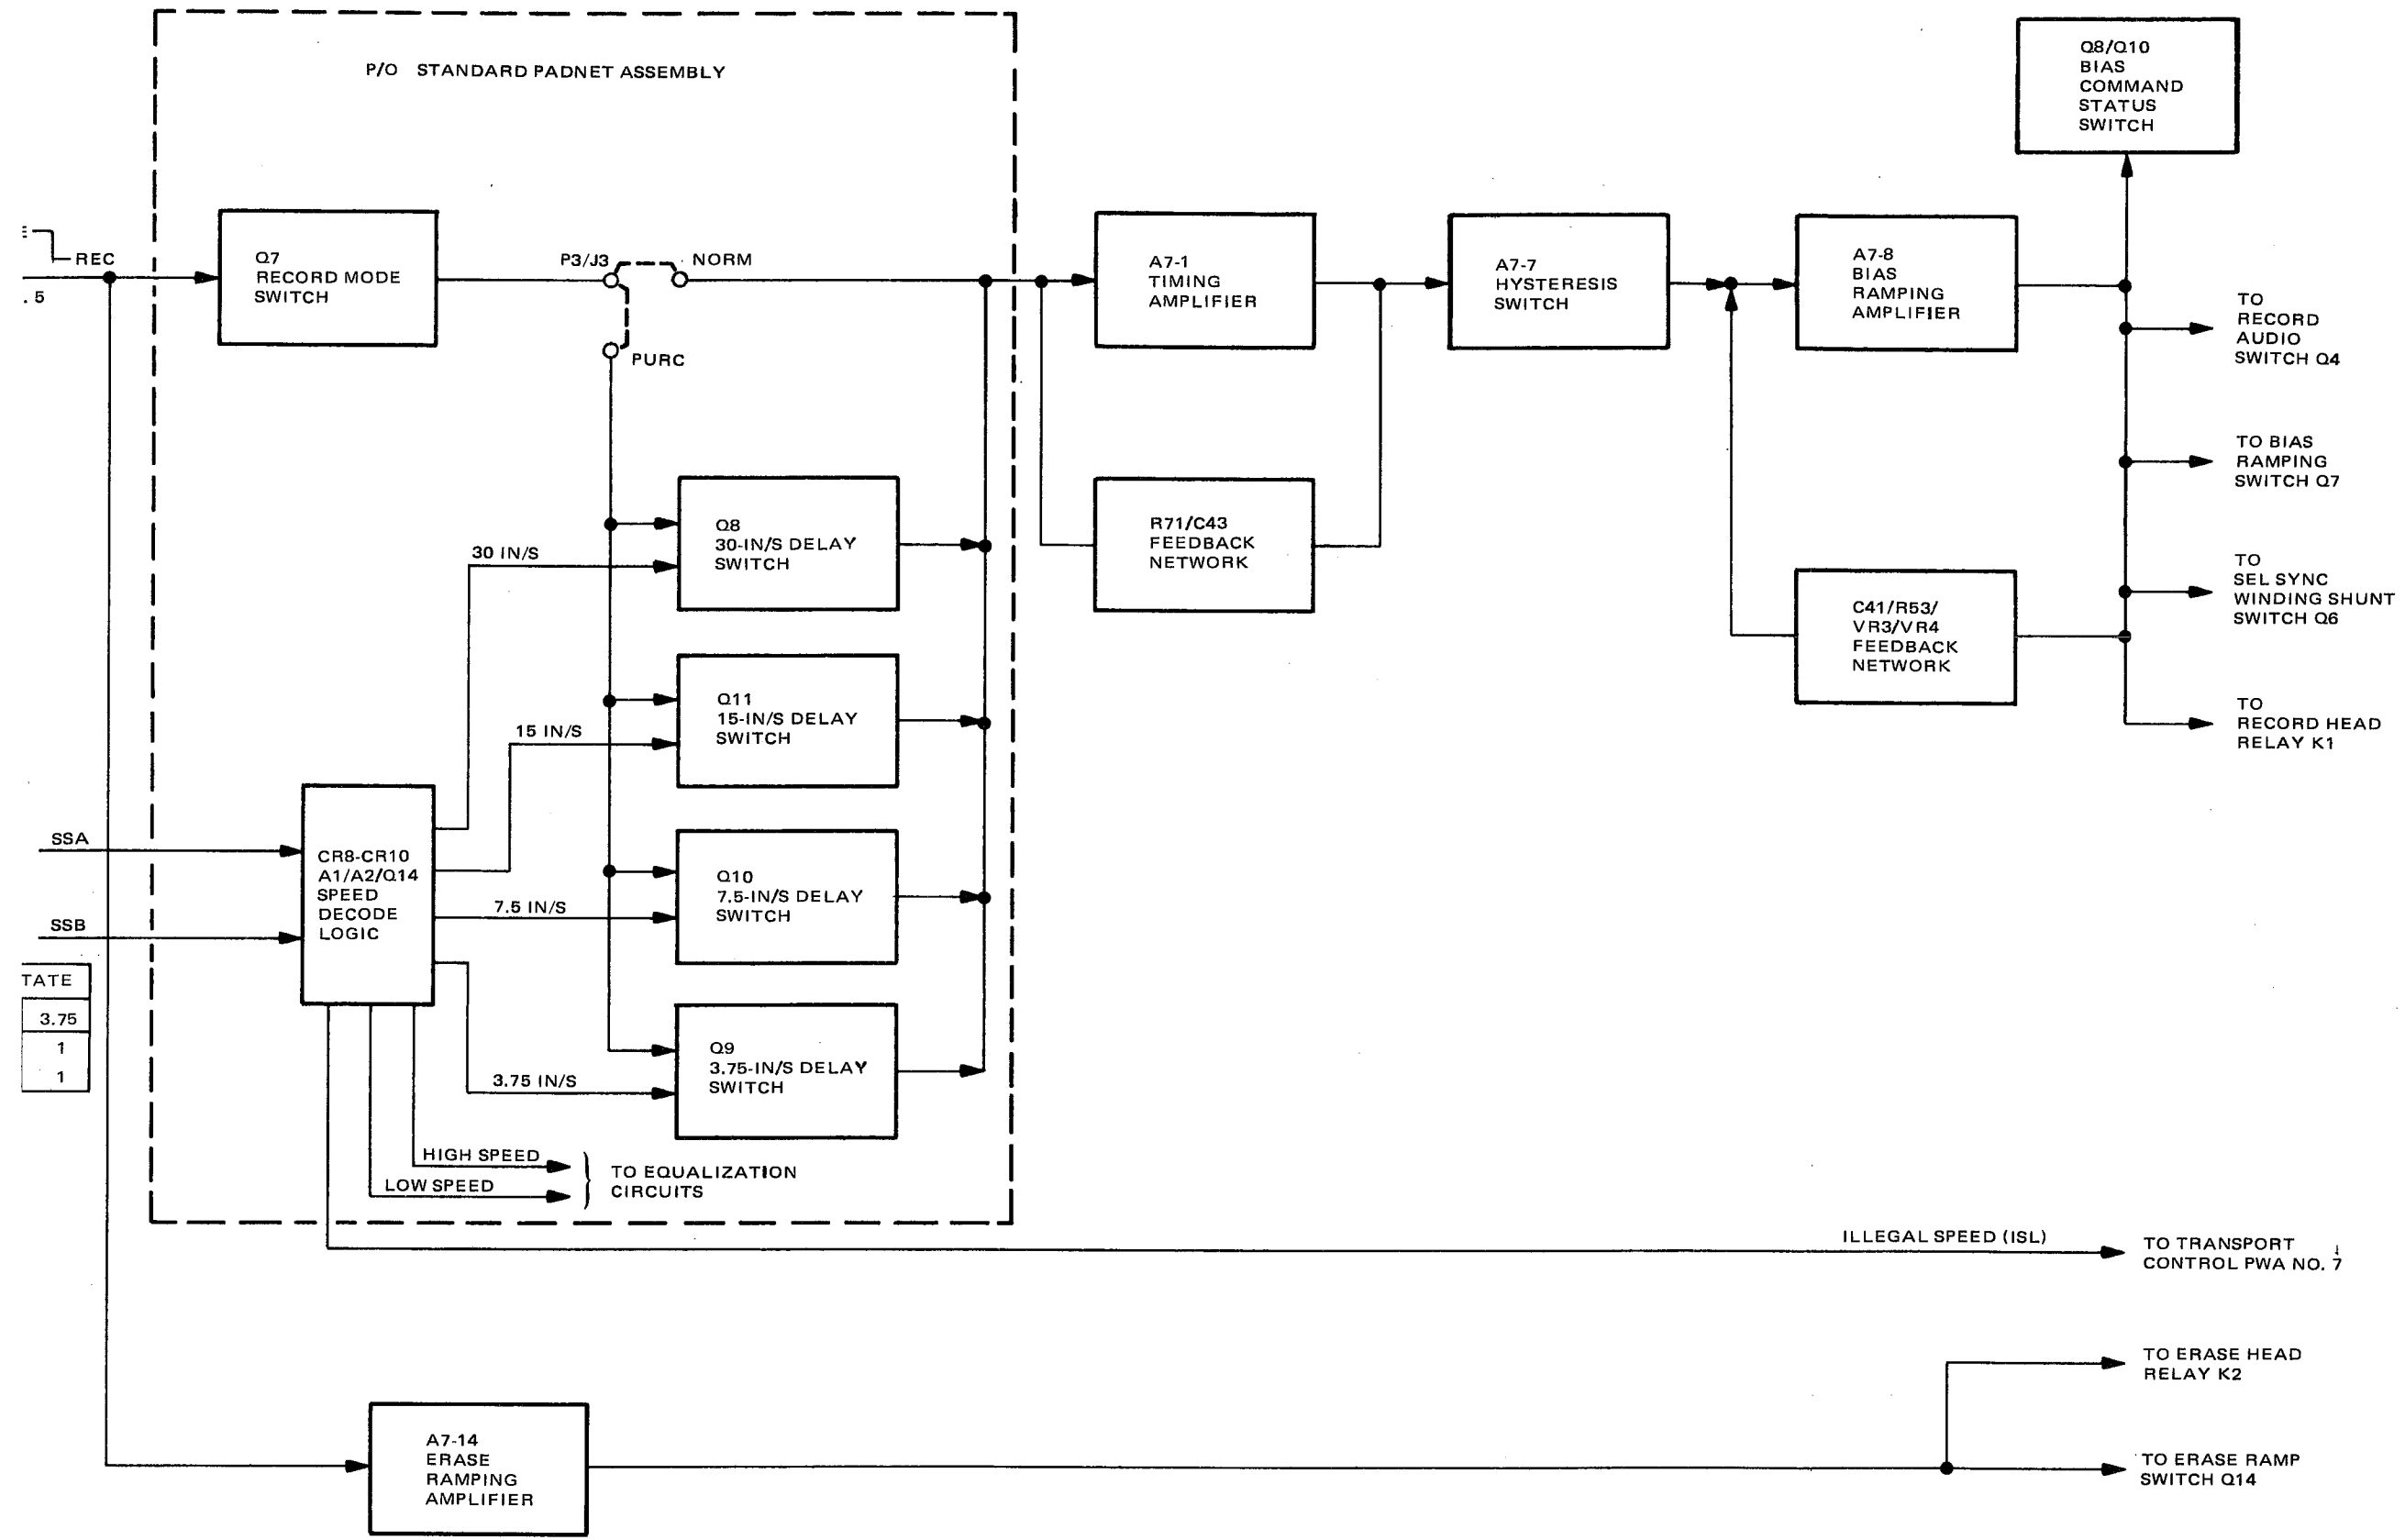 P/O STANDARD PADNET ASSEMBLY
Q8/Q10
BIAS
COMMAND
STATUS
SWITCH
REC
.5
Q7
RECORD MODE
SWITCH
P3/J3
NORM
PURC
A7-1
TIMING
AMPLIFIER
A7-7
HYSTERESIS
SWITCH
A7-8
BIAS
RAMPING
AMPLIFIER
TO
RECORD
AUDIO
SWITCH Q4
TO BIAS
RAMPING
SWITCH Q7
TO
SEL SYNC
WINDING SHUNT
SWITCH Q6
TO
RECORD HEAD
RELAY K1
R71/C43
FEEDBACK
NETWORK
C41/R53/
VR3/VR4
FEEDBACK
NETWORK
30 IN/S
Q8
30-IN/S DELAY
SWITCH
15 IN/S
Q11
15-IN/S DELAY
SWITCH
7.5 IN/S
Q10
7.5-IN/S DELAY
SWITCH
3.75 IN/S
Q9
3.75-IN/S DELAY
SWITCH
SSA
SSB
CR8-CR10
A1/A2/Q14
SPEED
DECODE
LOGIC
TATE
3.75
1
1
HIGH SPEED
LOW SPEED
TO EQUALIZATION
CIRCUITS
ILLEGAL SPEED (ISL)
TO TRANSPORT
CONTROL PWA NO. 7
TO ERASE HEAD
RELAY K2
A7-14
ERASE
RAMPING
AMPLIFIER
TO ERASE RAMP
SWITCH Q14